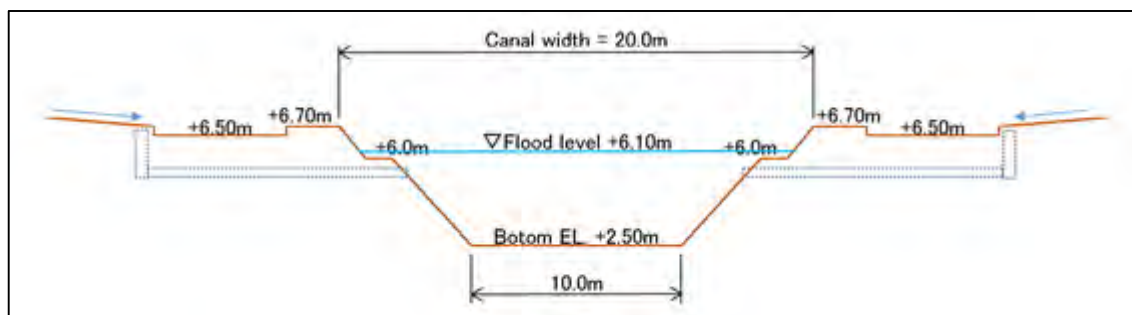 Canal width = 20.0m
+6.50m
+6.70m
+6.70m
+6.50m
+6.0m
▽Flood level +6.10m
+6.0m
Botom EL. +2.50m
10.0m